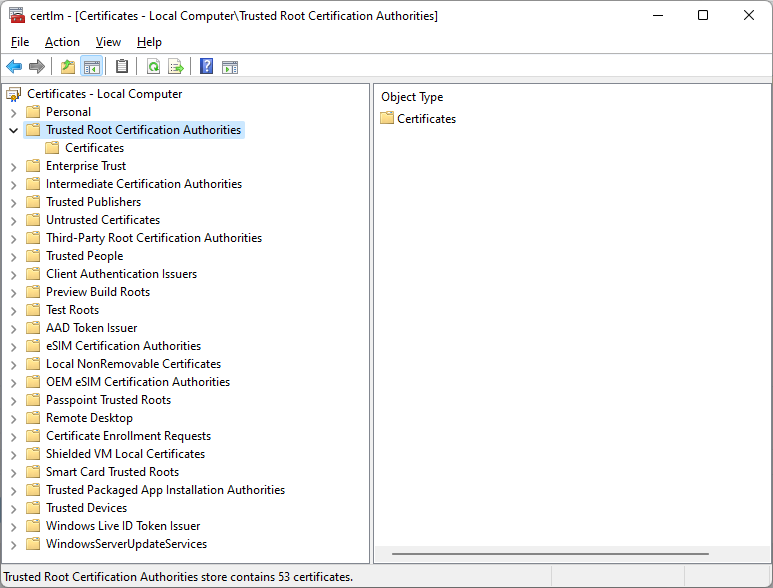 certlm - [Certificates - Local Computer\Trusted Root Certification Authorities]
File Action View Help
Certificates - Local Computer
Personal
Trusted Root Certification Authorities
Certificates
Enterprise Trust
Intermediate Certification Authorities
Trusted Publishers
Untrusted Certificates
Third-Party Root Certification Authorities
Trusted People
Client Authentication Issuers
Preview Build Roots
Test Roots
AAD Token Issuer
eSIM Certification Authorities
Local NonRemovable Certificates
OEM eSIM Certification Authorities
Passpoint Trusted Roots
Remote Desktop
Certificate Enrollment Requests
Shielded VM Local Certificates
Smart Card Trusted Roots
Trusted Packaged App Installation Authorities
Trusted Devices
Windows Live ID Token Issuer
WindowsServerUpdateServices
Object Type
Certificates
Trusted Root Certification Authorities store contains 53 certificates.